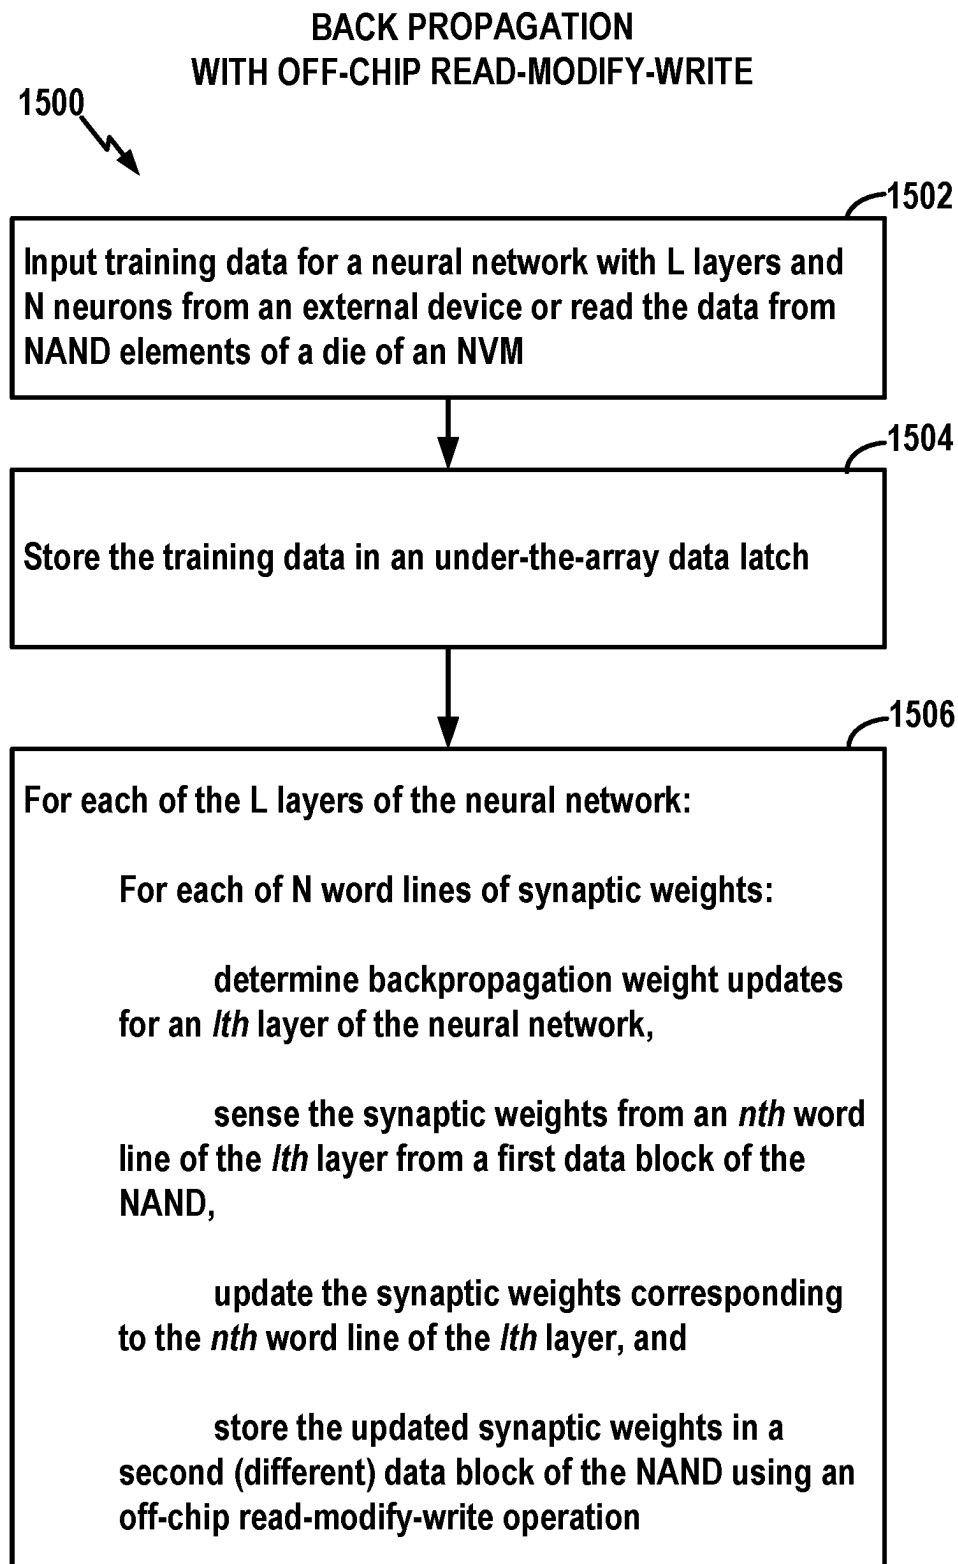 BACK PROPAGATION
WITH OFF-CHIP READ-MODIFY-WRITE
1500
1502
Input training data for a neural network with L layers and
N neurons from an external device or read the data from
NAND elements of a die of an NVM
1504
Store the training data in an under-the-array data latch
1506
For each of the L layers of the neural network:
For each of N word lines of synaptic weights:
determine backpropagation weight updates
for an lth layer of the neural network,
sense the synaptic weights from an nth word
line of the lth layer from a first data block of the
NAND,
update the synaptic weights corresponding
to the nth word line of the lth layer, and
store the updated synaptic weights in a
second (different) data block of the NAND using an
off-chip read-modify-write operation